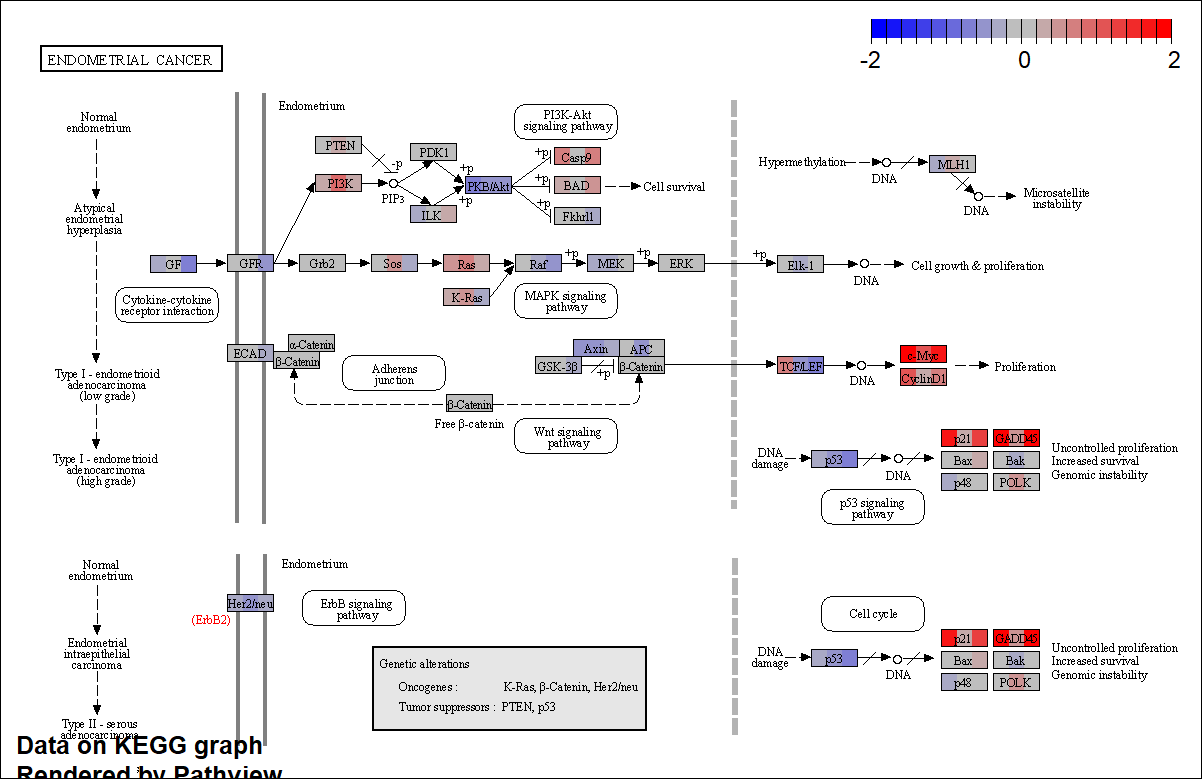 -2
0
2
ENDOMETRIAL CANCER
Normal
endometrium
Atypical
endometrial
hyperplasia
Type I - endometrioid
adenocarcinoma
(low grade)
Type I - endometrioid
adenocarcinoma
(high grade)
Endometrium
PI3K-Akt
signaling pathway
PTEN
-p
PDK1
+p
+p
Casp9
PI3K
PIP3
PKB/Akt
+p
BAD
Cell survival
ILK
+p
+p
Fkhrl1
Hypermethylation
DNA
MLH1
DNA
Microsatellite
instability
GF
GFR
Grb2
Sos
Ras
Raf
+p
MEK
+p
ERK
+p
Elk-1
DNA
Cell growth & proliferation
K-Ras
Cytokine-cytokine
receptor interaction
MAPK signaling
pathway
ECAD
α-Catenin
β-Catenin
Adherens
junction
Axin
APC
GSK-3β
+p
β-Catenin
TCF/LEF
DNA
c-Myc
CyclinD1
Proliferation
β-Catenin
Free β-catenin
Wnt signaling
pathway
DNA
damage
p53
DNA
p21
GADD45
Bax
Bak
p48
POLK
Uncontrolled proliferation
Increased survival
Genomic instability
p53 signaling
pathway
Normal
endometrium
Endometrial
intraepithelial
carcinoma
Type II - serous
adenocarcinoma
Endometrium
Her2/neu
(ErbB2)
ErbB signaling
pathway
Cell cycle
DNA
damage
p53
DNA
p21
GADD45
Bax
Bak
p48
POLK
Uncontrolled proliferation
Increased survival
Genomic instability
Genetic alterations
Oncogenes : K-Ras, β-Catenin, Her2/neu
Tumor suppressors : PTEN, p53
Data on KEGG graph
Rendered by Pathview